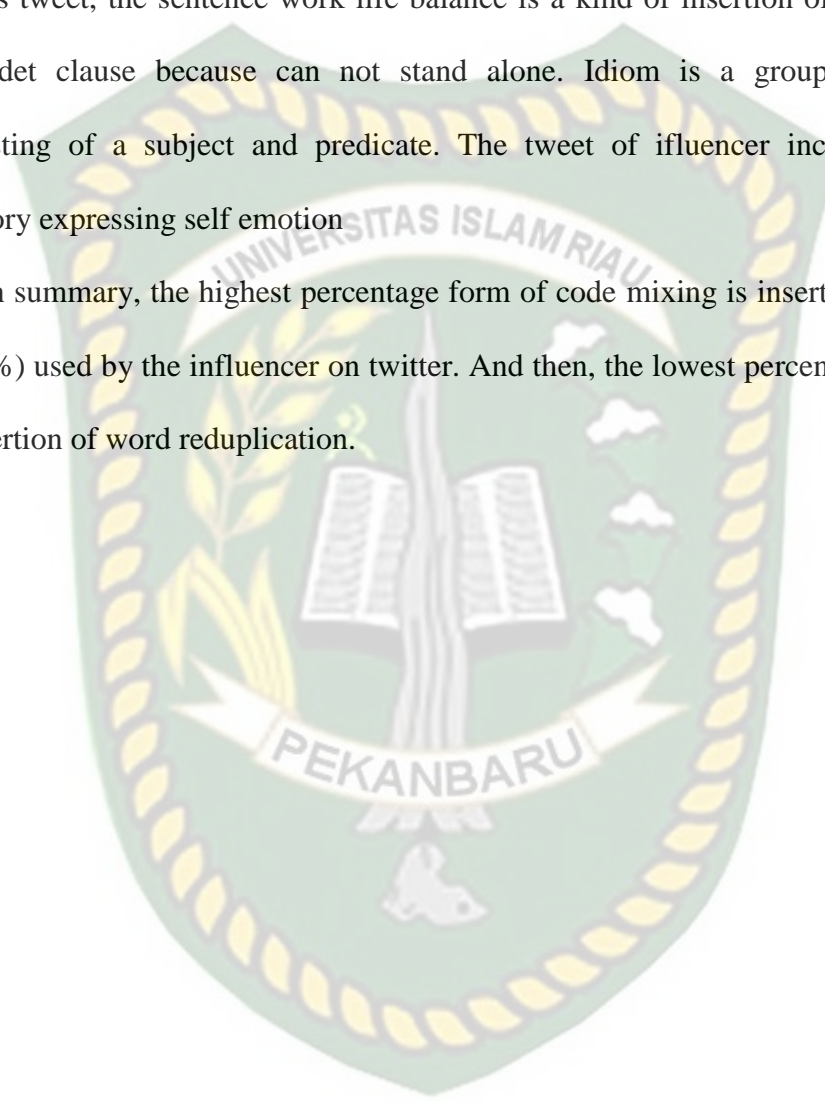 s tweet, the sentence work life balance is a kind of insertion of
det clause because can not stand alone. Idiom is a group
sting of a subject and predicate. The tweet of ifluencer inc
ory expressing self emotion
n summary, the highest percentage form of code mixing is insert
%) used by the influencer on twitter. And then, the lowest percen
ertion of word reduplication.
UNIVERSITAS ISLAM RIAU
PEKANBARU